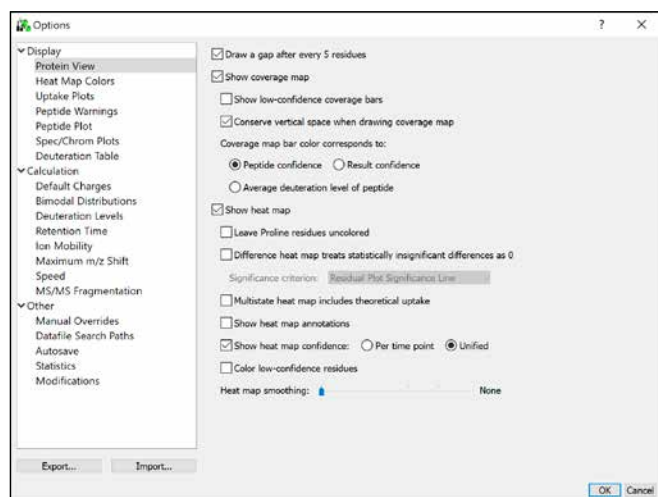 Options
Display
Protein View
Heat Map Colors
Uptake Plots
Peptide Warnings
Peptide Plot
Spec/Chrom Plots
Deuteration Table
Calculation
Default Charges
Bimodal Distributions
Deuteration Levels
Retention Time
Ion Mobility
Maximum m/z Shift
Speed
MS/MS Fragmentation
Other
Manual Overrides
Datafile Search Paths
Autosave
Statistics
Modifications
Export...
Import...
Draw a gap after every 5 residues
Show coverage map
Show low-confidence coverage bars
Conserve vertical space when drawing coverage map
Coverage map bar color corresponds to:
Peptide confidence Result confidence
Average deuteration level of peptide
Show heat map
Leave Proline residues uncolored
Difference heat map treats statistically insignificant differences as 0
Significance criterion: Residual Plot Significance Line
Multistate heat map includes theoretical uptake
Show heat map annotations
Show heat map confidence: Per time point Unified
Color low-confidence residues
Heat map smoothing: None
OK Cancel